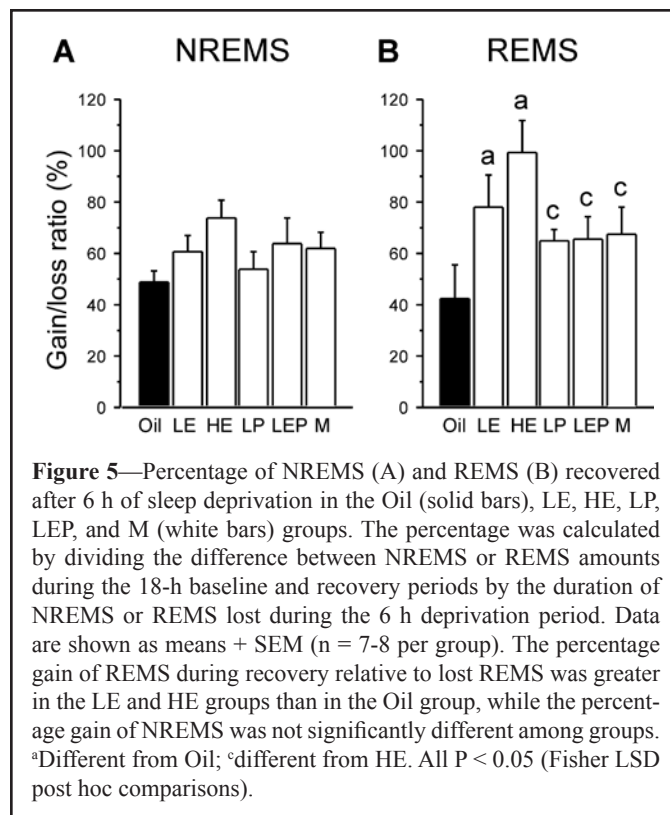 A NREMS
B REMS
120
100
80
60
40
20
0
Gain/loss ratio (%)
Oil LE HE LP LEP M
120
100
80
60
40
20
0
a
a
c
c
c
Oil LE HE LP LEP M
Figure 5—Percentage of NREMS (A) and REMS (B) recovered
after 6 h of sleep deprivation in the Oil (solid bars), LE, HE, LP,
LEP, and M (white bars) groups. The percentage was calculated
by dividing the difference between NREMS or REMS amounts
during the 18-h baseline and recovery periods by the duration of
NREMS or REMS lost during the 6 h deprivation period. Data
are shown as means + SEM (n = 7-8 per group). The percentage
gain of REMS during recovery relative to lost REMS was greater
in the LE and HE groups than in the Oil group, while the percent-
age gain of NREMS was not significantly different among groups.
ᵃDifferent from Oil; ᶜdifferent from HE. All P < 0.05 (Fisher LSD
post hoc comparisons).